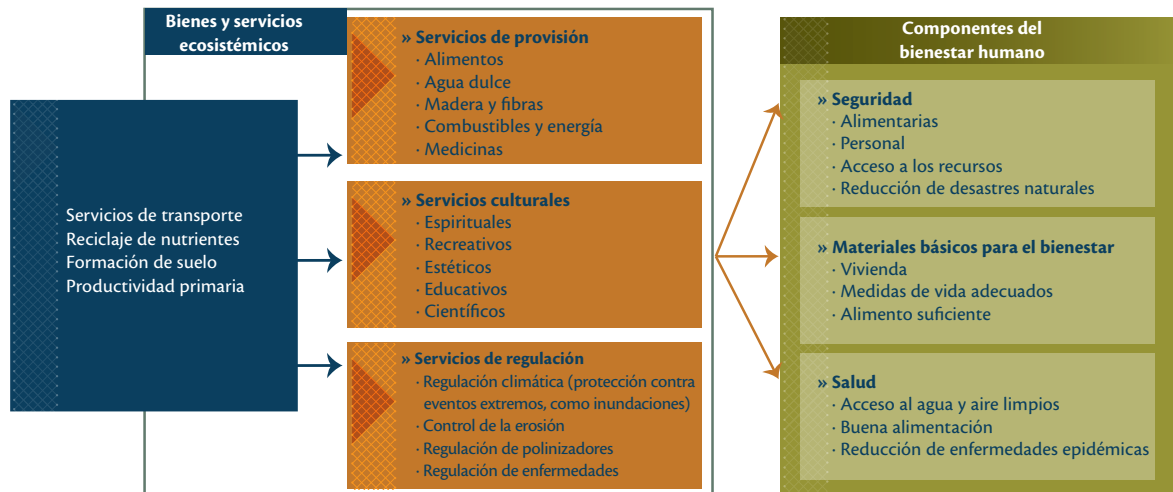 Bienes y servicios
ecosistémicos
Servicios de transporte
Reciclaje de nutrientes
Formación de suelo
Productividad primaria
» Servicios de provisión
· Alimentos
· Agua dulce
· Madera y fibras
· Combustibles y energía
· Medicinas
» Servicios culturales
· Espirituales
· Recreativos
· Estéticos
· Educativos
· Científicos
» Servicios de regulación
· Regulación climática (protección contra
eventos extremos, como inundaciones)
· Control de la erosión
· Regulación de polinizadores
· Regulación de enfermedades
Componentes del
bienestar humano
» Seguridad
· Alimentarias
· Personal
· Acceso a los recursos
· Reducción de desastres naturales
» Materiales básicos para el bienestar
· Vivienda
· Medidas de vida adecuados
· Alimento suficiente
» Salud
· Acceso al agua y aire limpios
· Buena alimentación
· Reducción de enfermedades epidémicas